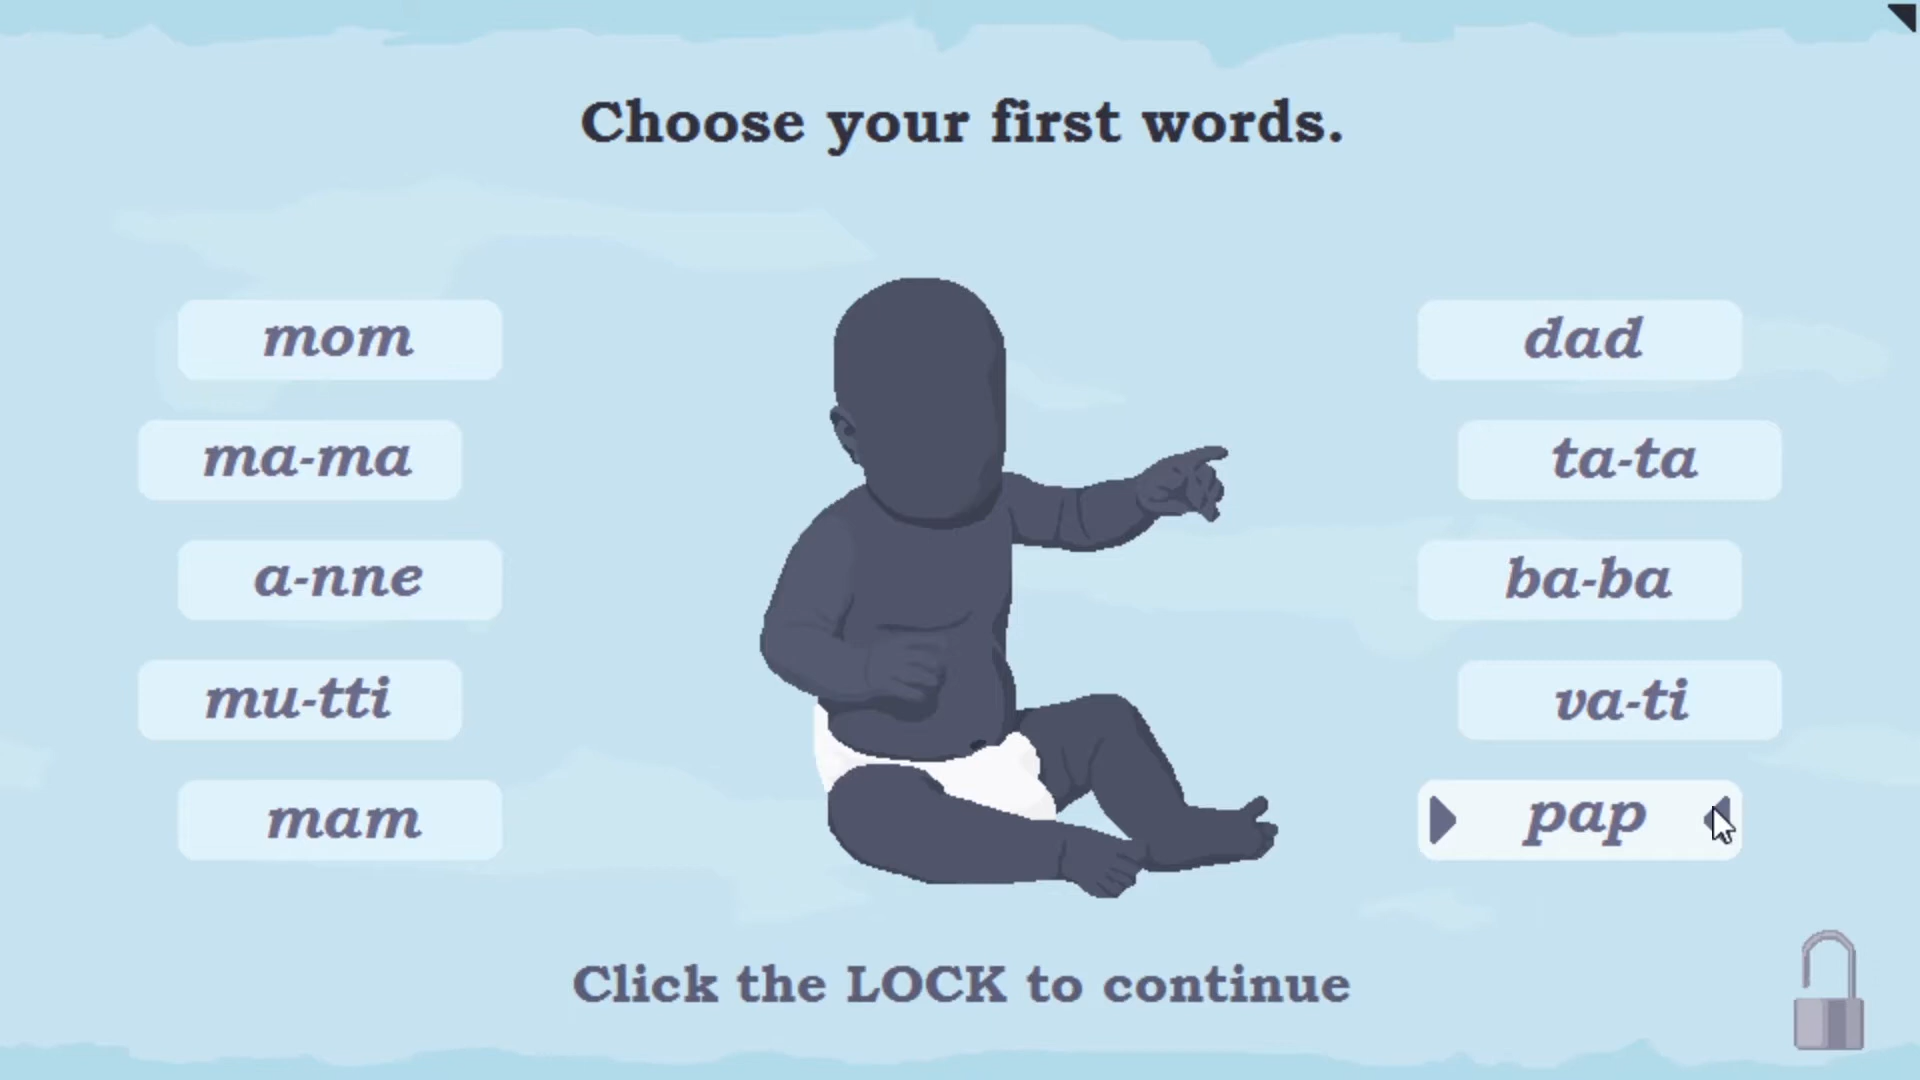 Choose your first words.
mom
dad
ma-ma
ta-ta
a-nne
ba-ba
mu-tti
va-ti
mam
pap
Click the LOCK to continue